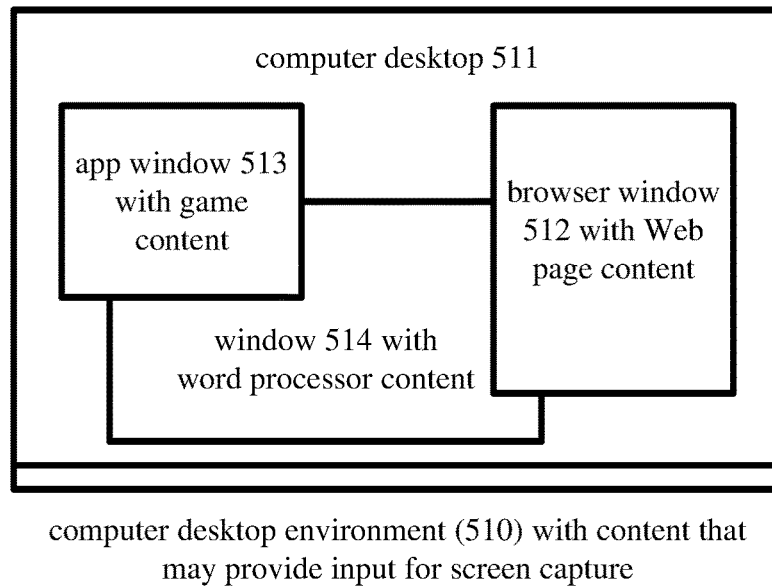 computer desktop 511
app window 513
with game
content
browser window
512 with Web
page content
window 514 with
word processor content
computer desktop environment (510) with content that
may provide input for screen capture